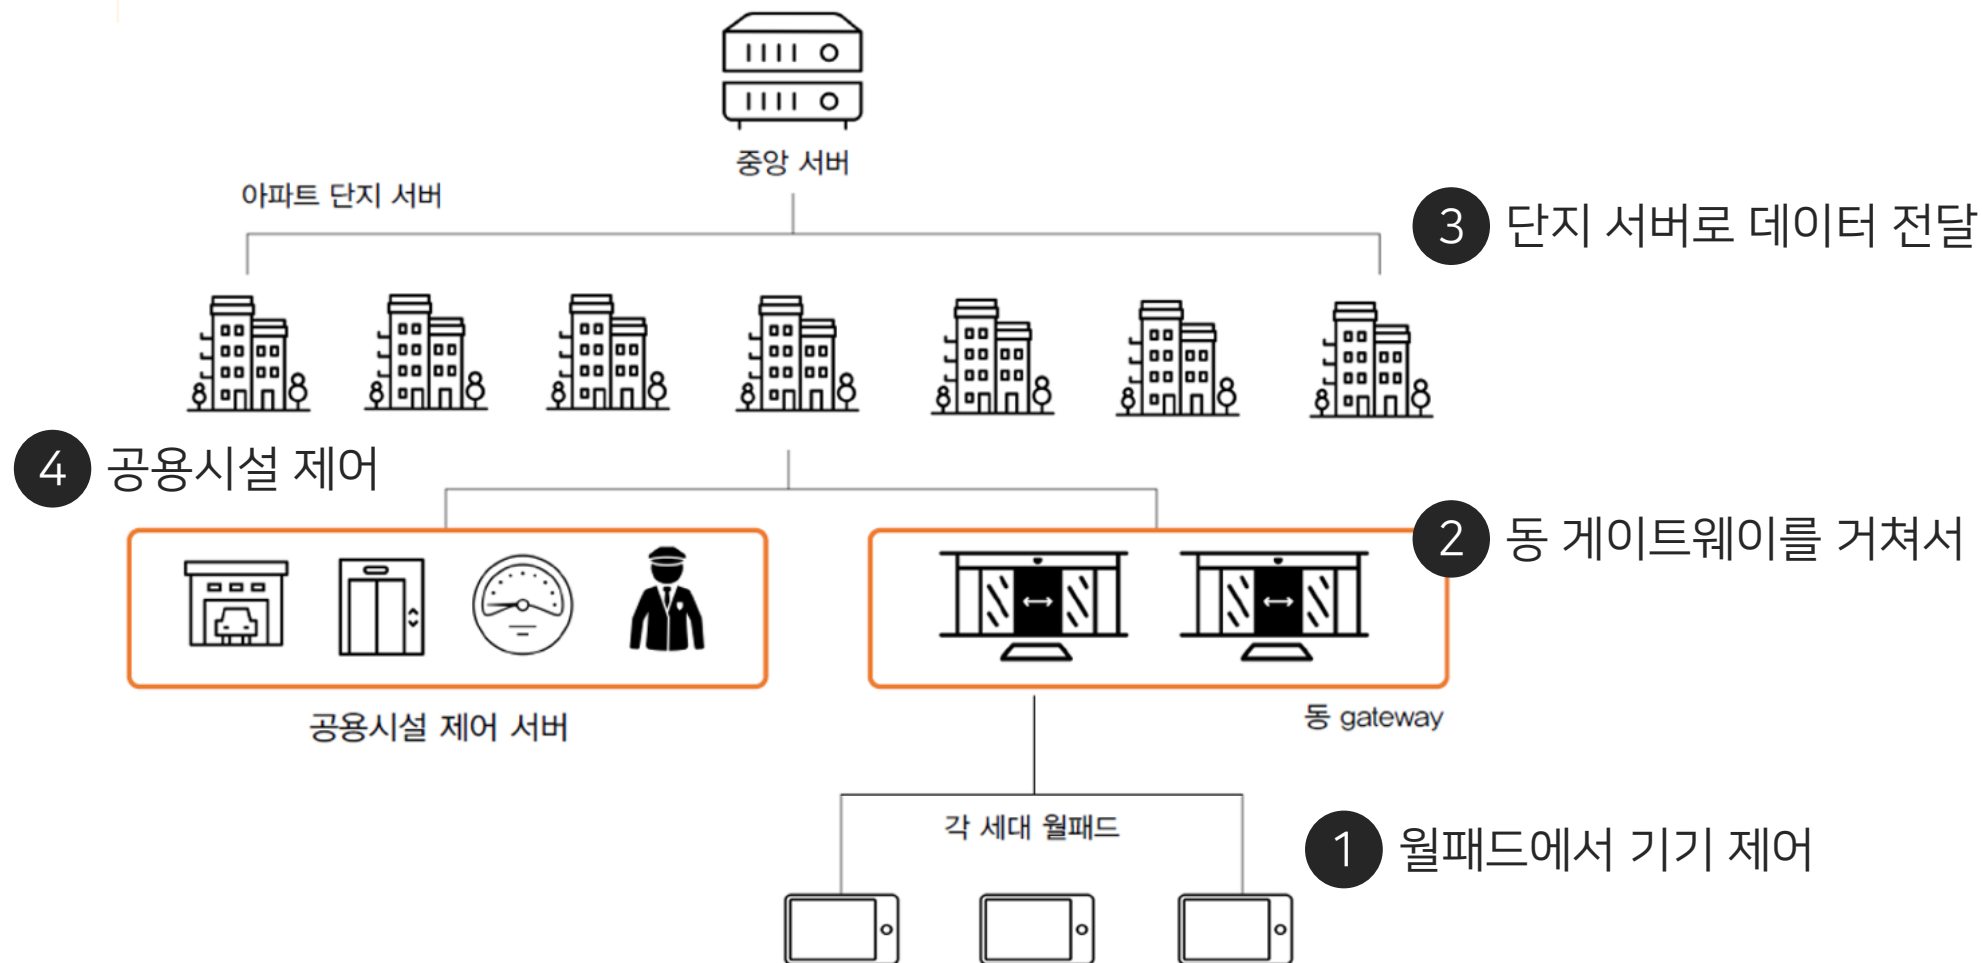 중앙 서버
아파트 단지 서버
3 단지 서버로 데이터 전달
4 공용시설 제어
2 동 게이트웨이를 거쳐서
공용시설 제어 서버
동 gateway
각 세대 월패드
1 월패드에서 기기 제어